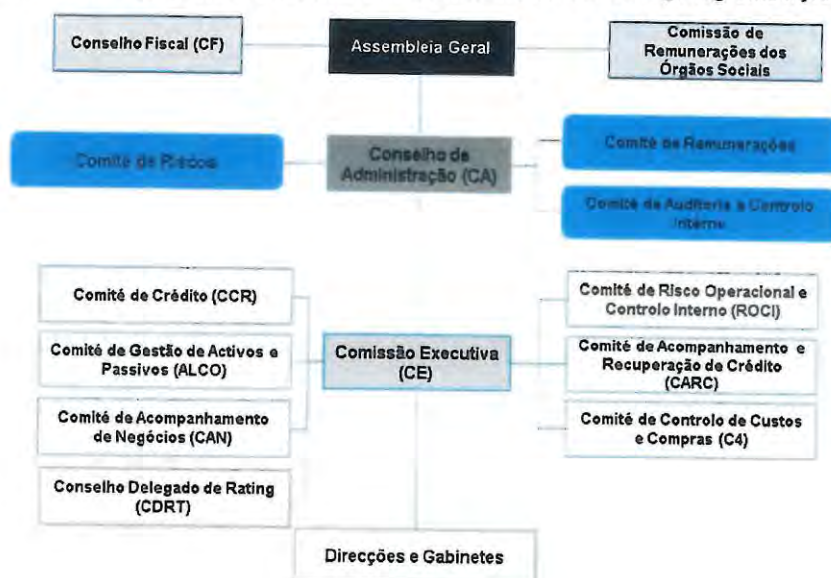 Conselho Fiscal (CF)
Assembleia Geral
Comissão de
Remunerações dos
Órgãos Sociais
Comité de Riscos
Conselho de
Administração (CA)
Comité de Remunerações
Comité de Auditoria e Controlo
Interno
Comité de Crédito (CCR)
Comité de Risco Operacional e
Controlo Interno (ROCI)
Comité de Gestão de Activos e
Passivos (ALCO)
Comissão Executiva
(CE)
Comité de Acompanhamento e
Recuperação de Crédito
(CARC)
Comité de Acompanhamento
de Negócios (CAN)
Comité de Controlo de Custos
e Compras (C4)
Conselho Delegado de Rating
(CDRT)
Direcções e Gabinetes